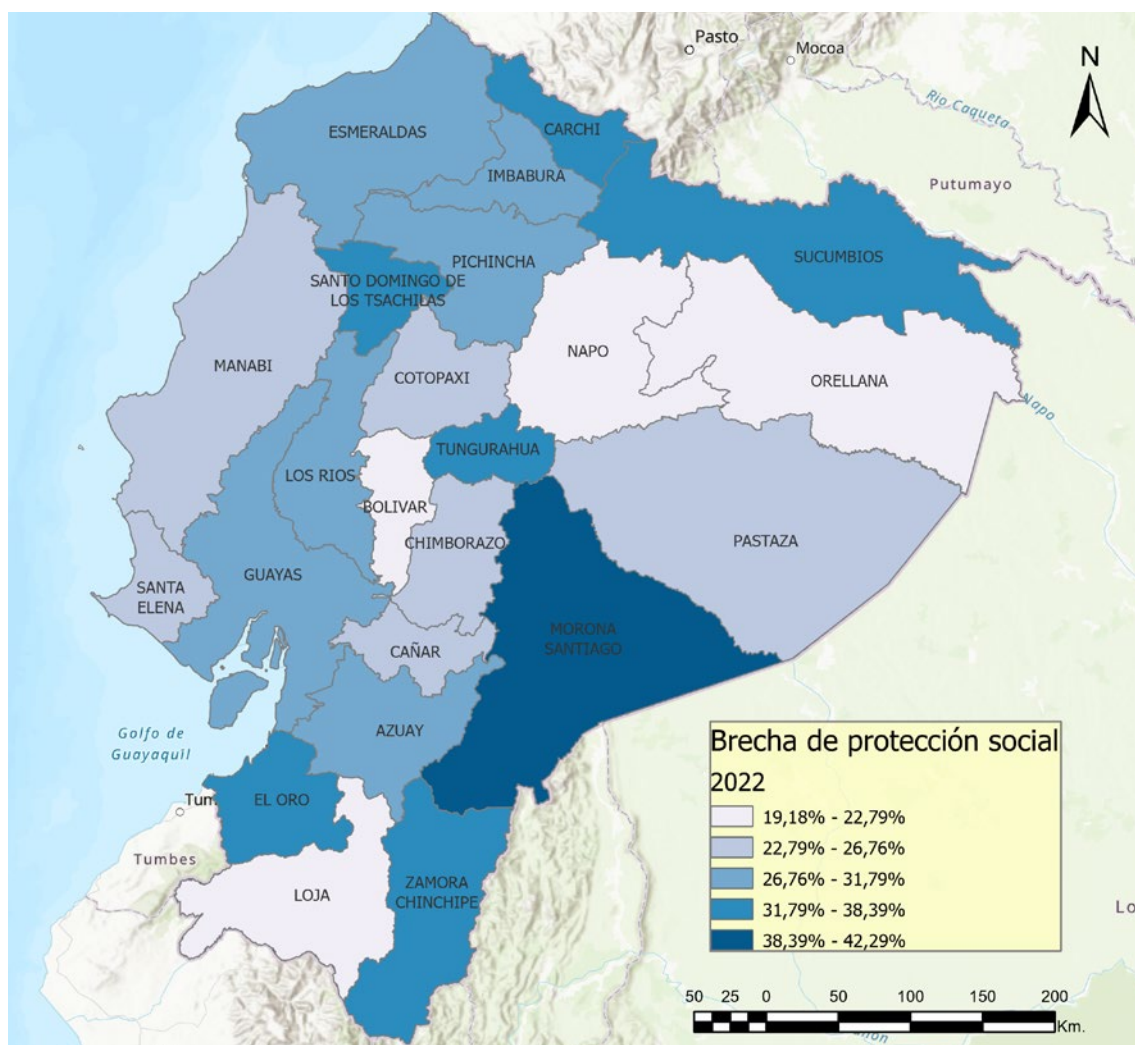 Pasto
Mocoa
N
Rio Caqueta
ESMERALDAS
CARCHI
IMBABURA
Putumayo
PICHINCHA
SUCUMBIOS
SANTO DOMINGO DE
LOS TSACHILAS
NAPO
MANABI
COTOPAXI
ORELLANA
Napo
TUNGURAHUA
LOS RIOS
BOLIVAR
CHIMBORAZO
PASTAZA
GUAYAS
SANTA
ELENA
MORONA
SANTIAGO
CAÑAR
AZUAY
Golfo de
Guayaquil
Tum.
EL ORO
Tumbes
LOJA
ZAMORA
CHINCHIPE
Brecha de protección social
2022
19,18% - 22,79%
22,79% - 26,76%
26,76% - 31,79%
31,79% - 38,39%
38,39% - 42,29%
Lo
50 25 0 50 100 150 200
Km.